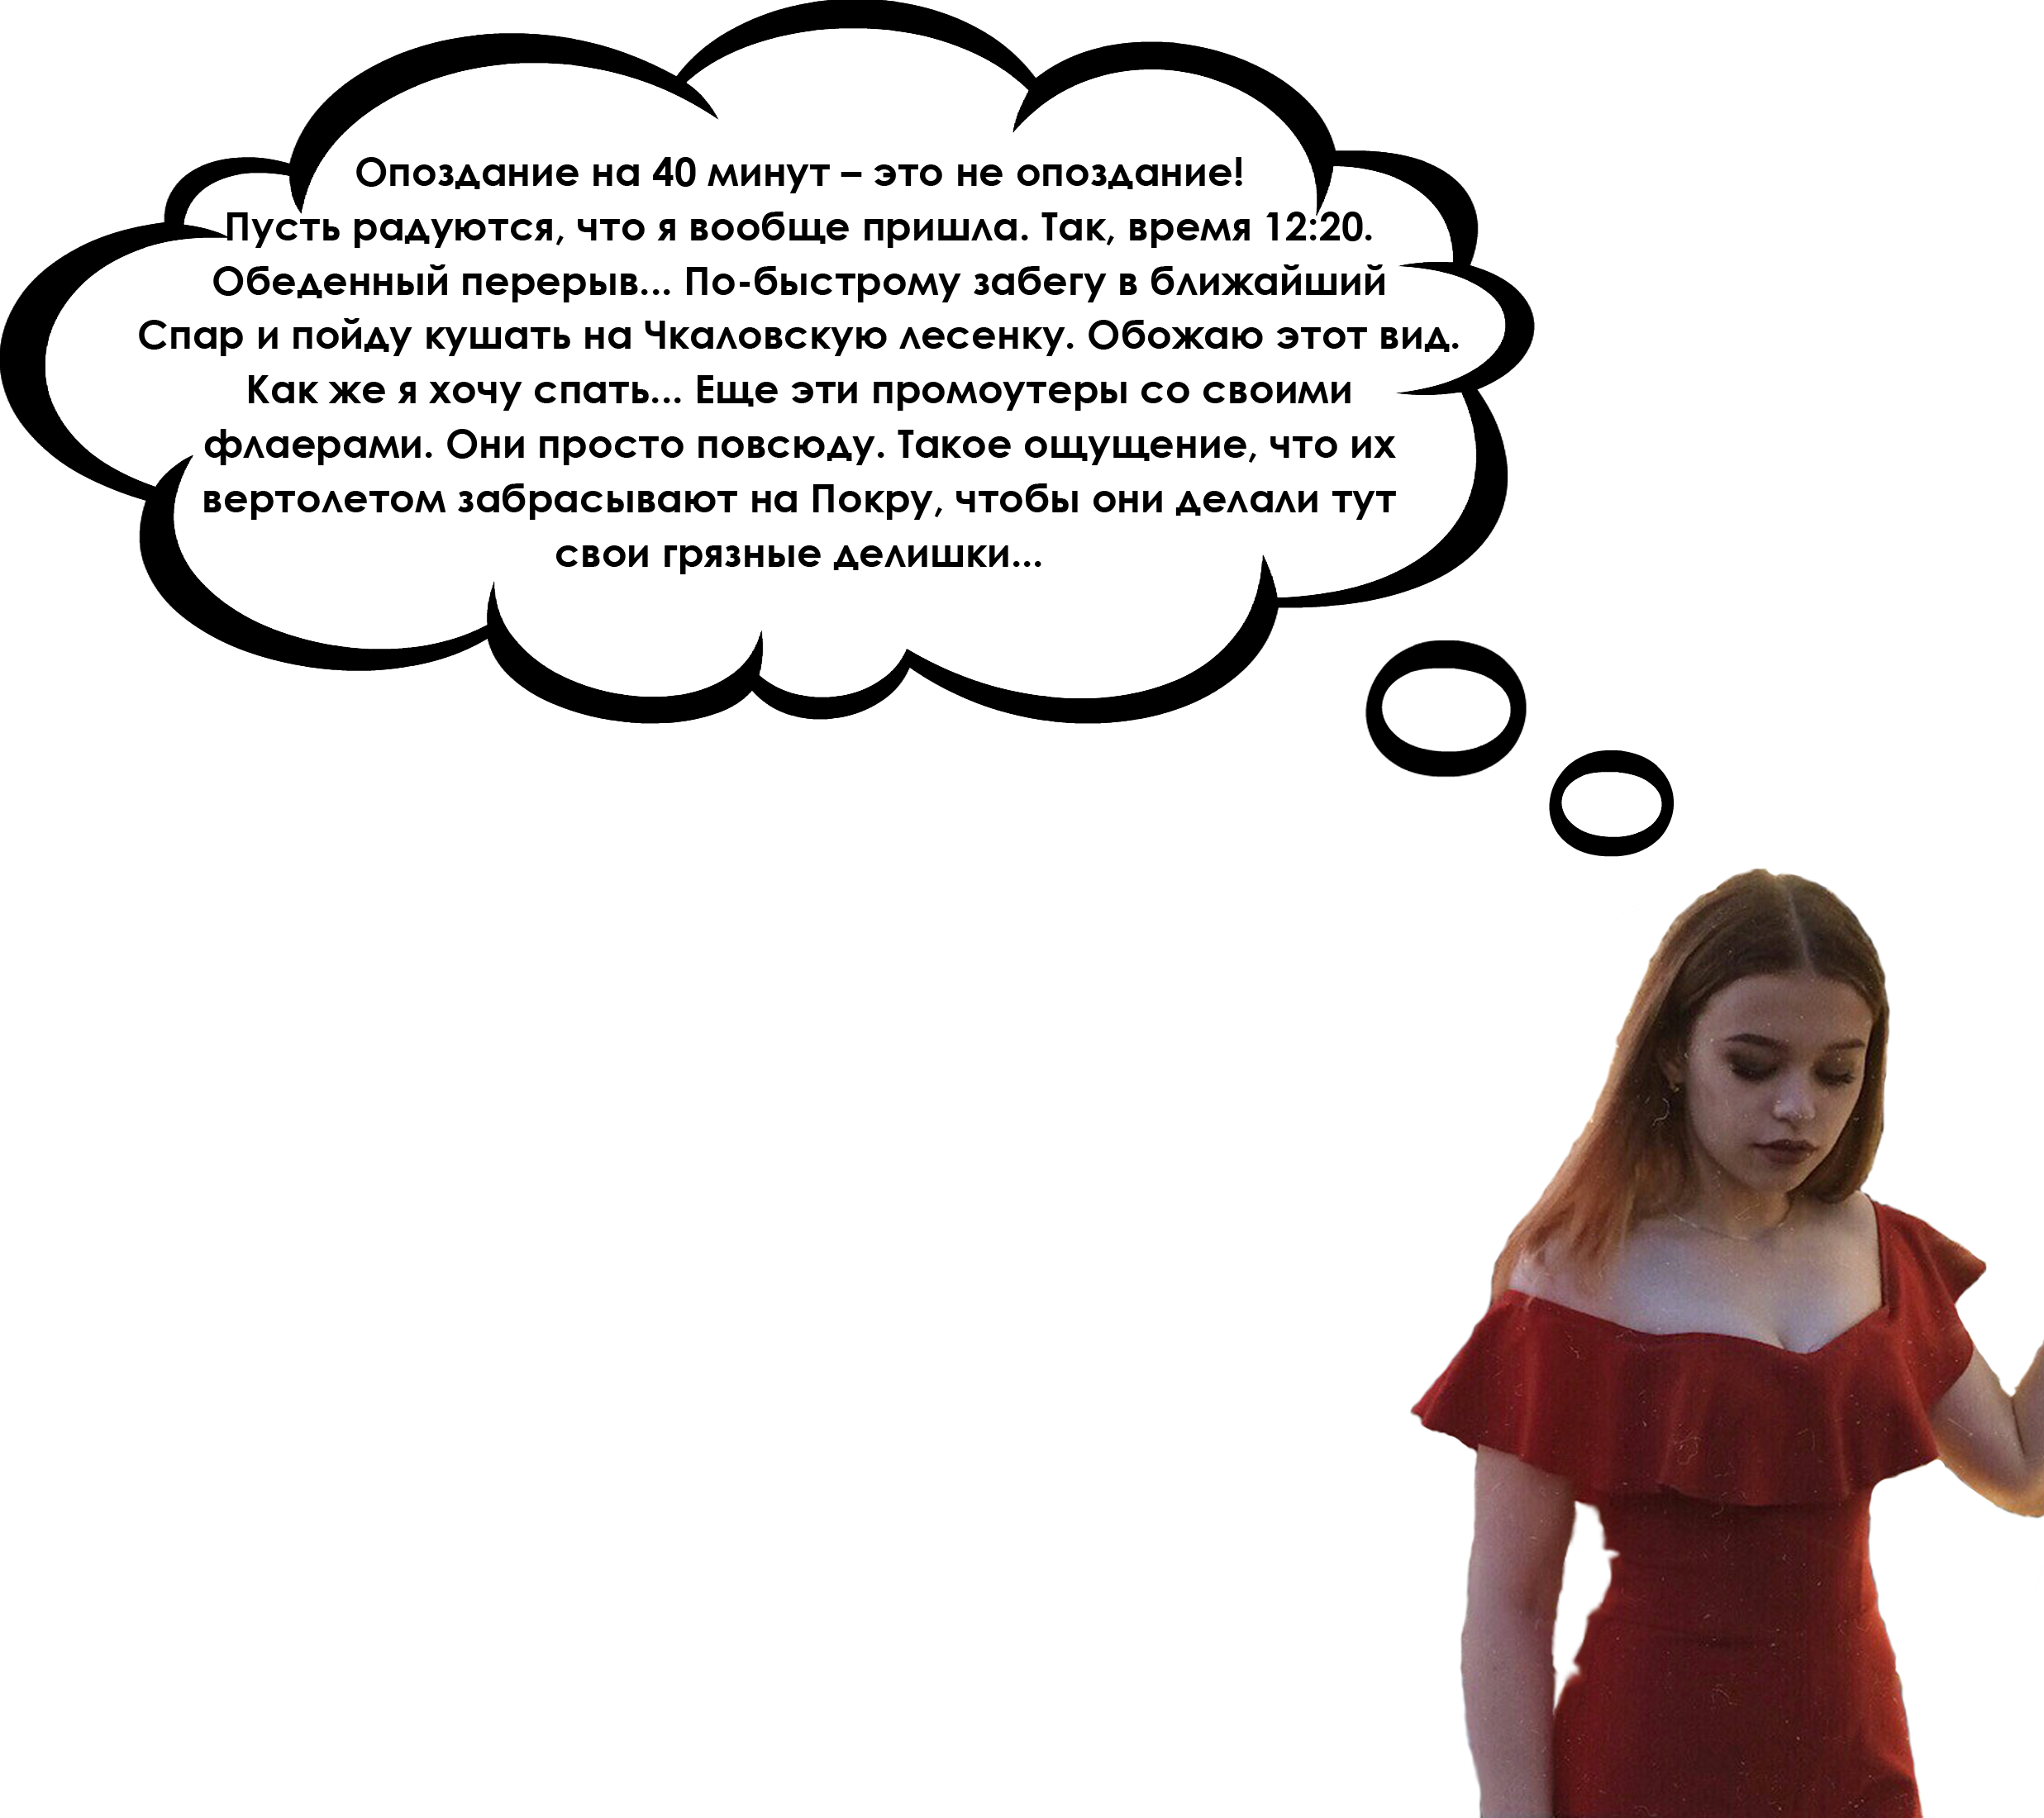 Опоздание на 40 минут – это не опоздание!
Пусть радуются, что я вообще пришла. Так, время 12:20.
Обеденный перерыв... По-быстрому забегу в ближайший
Спар и пойду кушать на Чкаловскую лесенку. Обожаю этот вид.
Как же я хочу спать... Еще эти промоутеры со своими
флаерами. Они просто повсюду. Такое ощущение, что их
вертолетом забрасывают на Покру, чтобы они делали тут
свои грязные делишки...